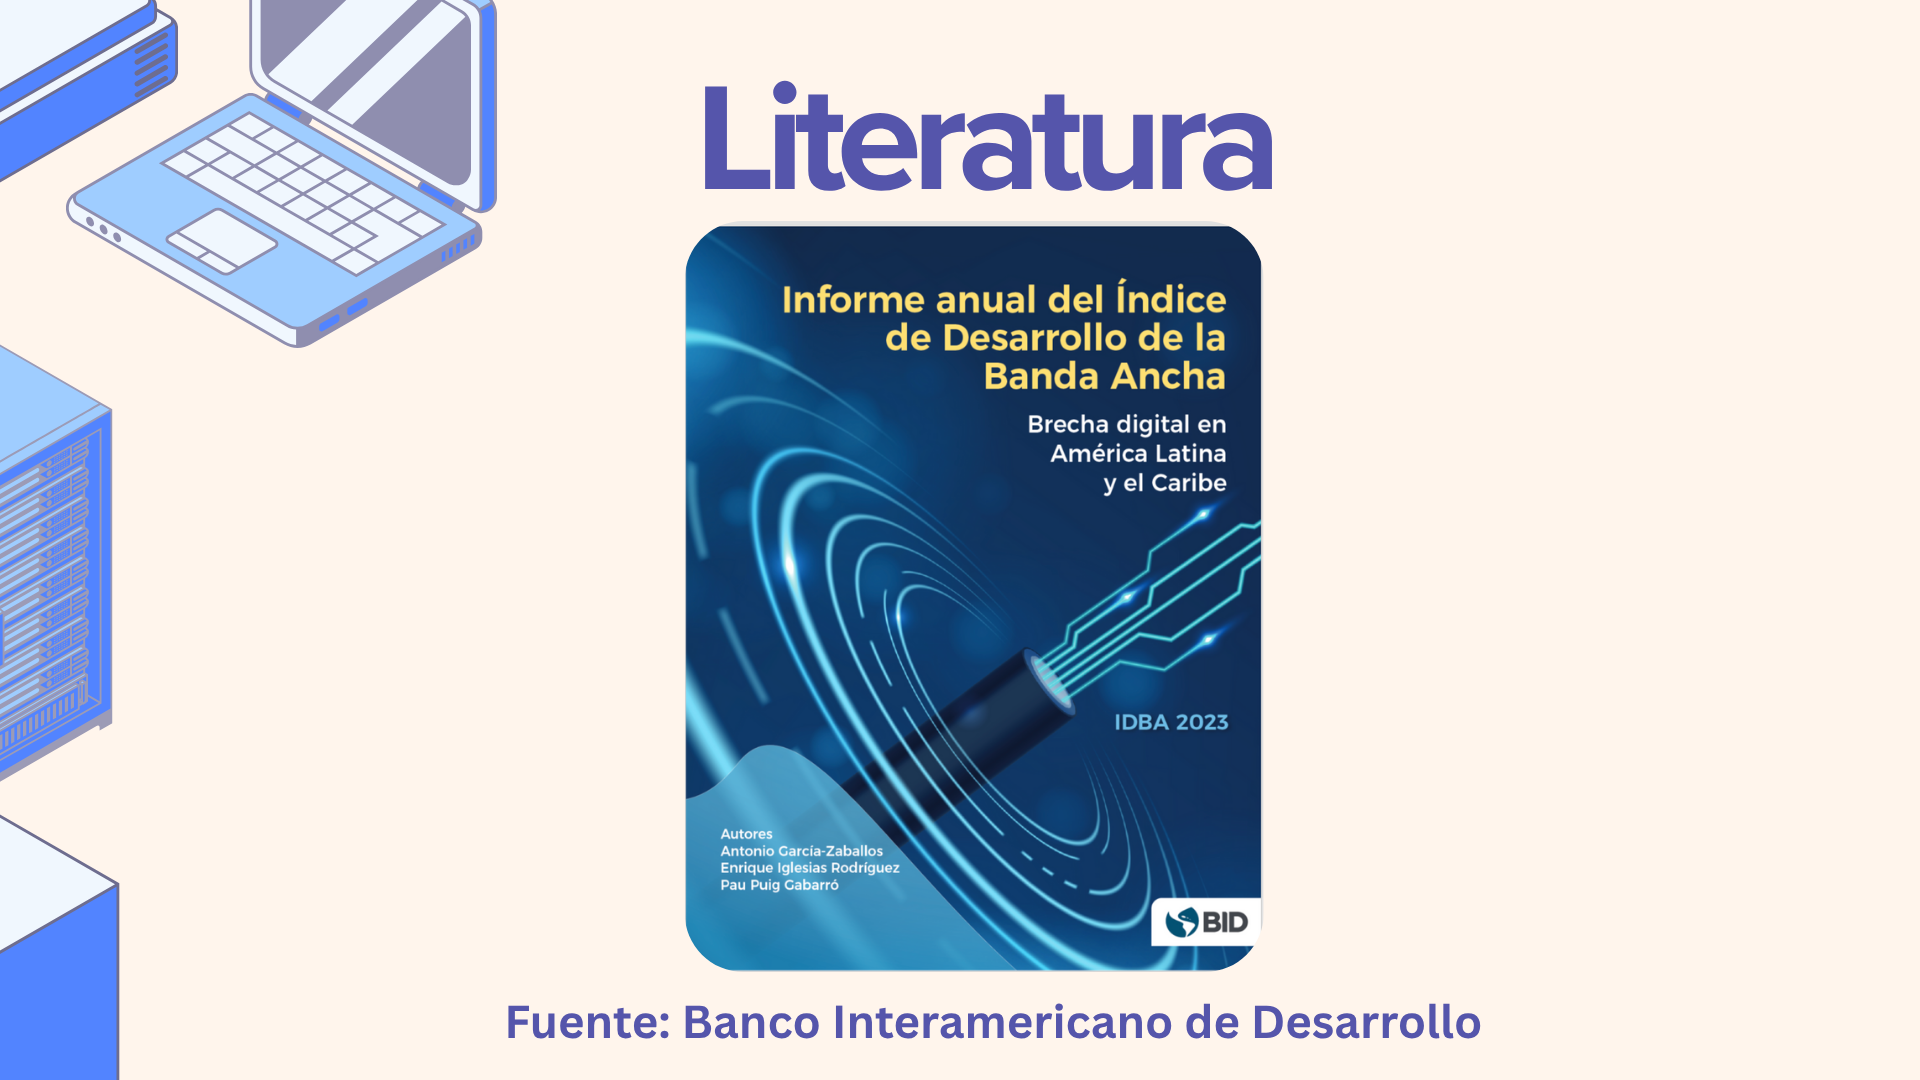 Literatura
Informe anual del Índice
de Desarrollo de la
Banda Ancha
Brecha digital en
América Latina
y el Caribe
IDBA 2023
Autores
Antonio García-Zaballos
Enrique Iglesias Rodríguez
Pau Puig Gabarró
BID
Fuente: Banco Interamericano de Desarrollo